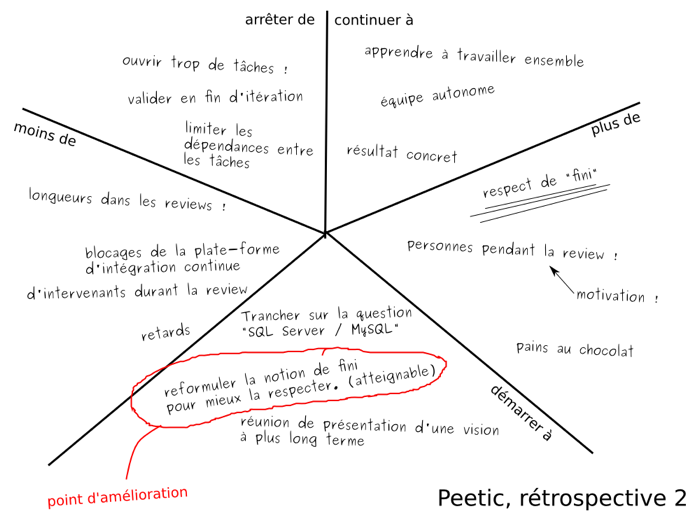 arrêter de
continuer à
ouvrir trop de tâches !
valider en fin d'itération
limiter les
dépendances entre
les tâches
apprendre à travailler ensemble
équipe autonome
résultat concret
moins de
longueurs dans les reviews !
blocages de la plate-forme
d'intégration continue
d'intervenants durant la review
retards
plus de
respect de "fini"
personnes pendant la review !
motivation !
pains au chocolat
démarrer à
Trancher sur la question
"SQL Server / MySQL"
reformuler la notion de fini
pour mieux la respecter. (atteignable)
réunion de présentation d'une vision
à plus long terme
point d'amélioration
Peetic, rétrospective 2